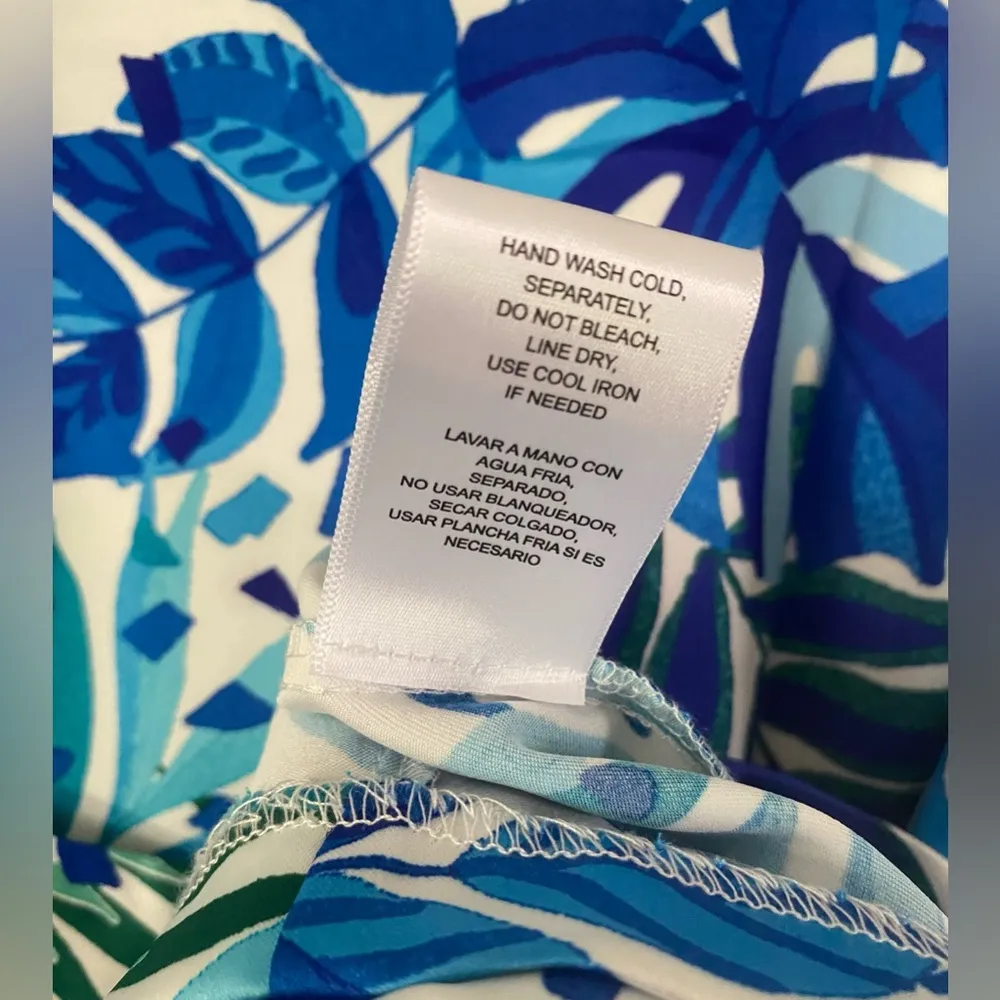 HAND WASH COLD,
SEPARATELY,
DO NOT BLEACH,
LINE DRY,
USE COOL IRON
IF NEEDED
LAVAR A MANO CON
AGUA FRIA,
SEPARADO,
NO USAR BLANQUEADOR,
SECAR COLGADO,
USAR PLANCHA FRIA SI ES
NECESARIO